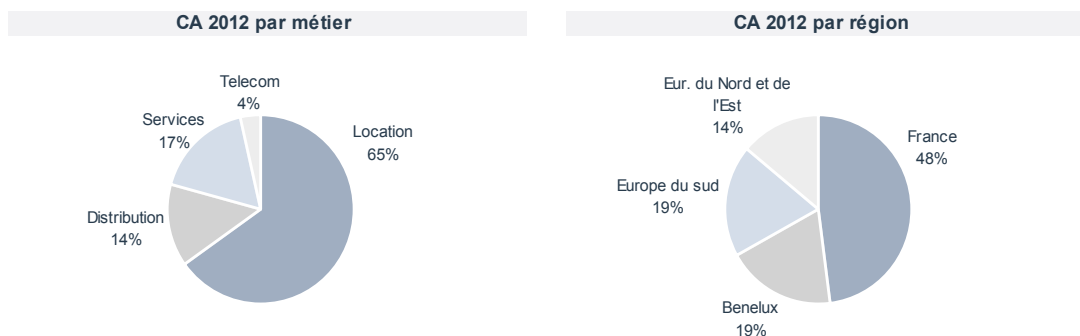 CA 2012 par métier
Telecom
4%
Services
17%
Location
65%
Distribution
14%
CA 2012 par région
Eur. du Nord et de
l'Est
14%
France
48%
Europe du sud
19%
Benelux
19%